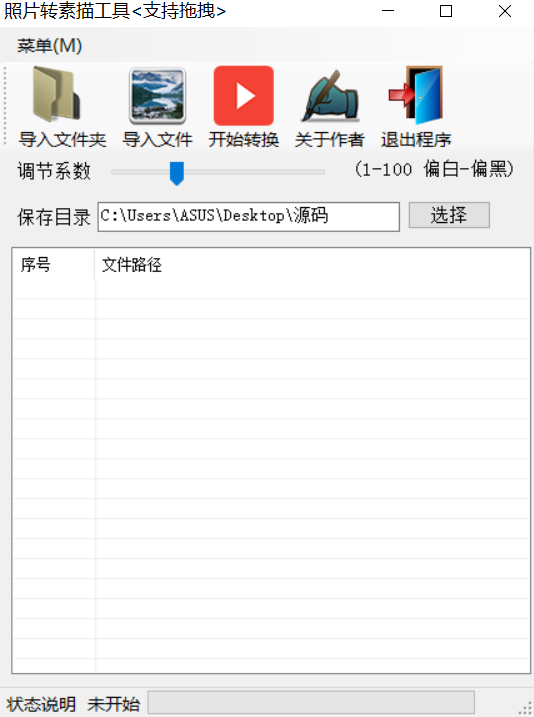 照片转素描工具<支持拖拽>
菜单(M)
导入文件夹 导入文件 开始转换 关于作者 退出程序
调节系数 (1-100 偏白-偏黑)
保存目录 C:\Users\ASUS\Desktop\源码 选择
序号 文件路径
状态说明 未开始